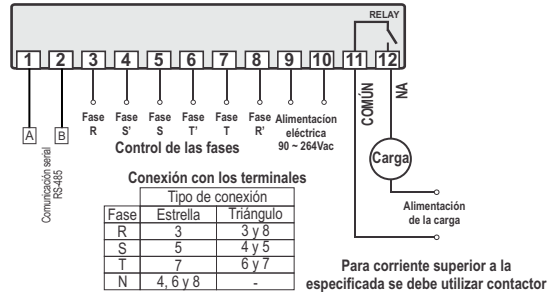 RELAY
1 2 3 4 5 6 7 8 9 10 11 12
A
B
Comunicación serial
RS-485
Fase Fase Fase Fase Fase Fase Alimentacíon
R S' S T' T R' eléctrica
90 ~ 264Vac
Control de las fases
COMÚN
NA
Carga
Alimentación
de la carga
Conexión con los terminales
Tipo de conexión
Fase Estrella Triángulo
R 3 3 y 8
S 5 4 y 5
T 7 6 y 7
N 4, 6 y 8 -
Para corriente superior a la
especificada se debe utilizar contactor